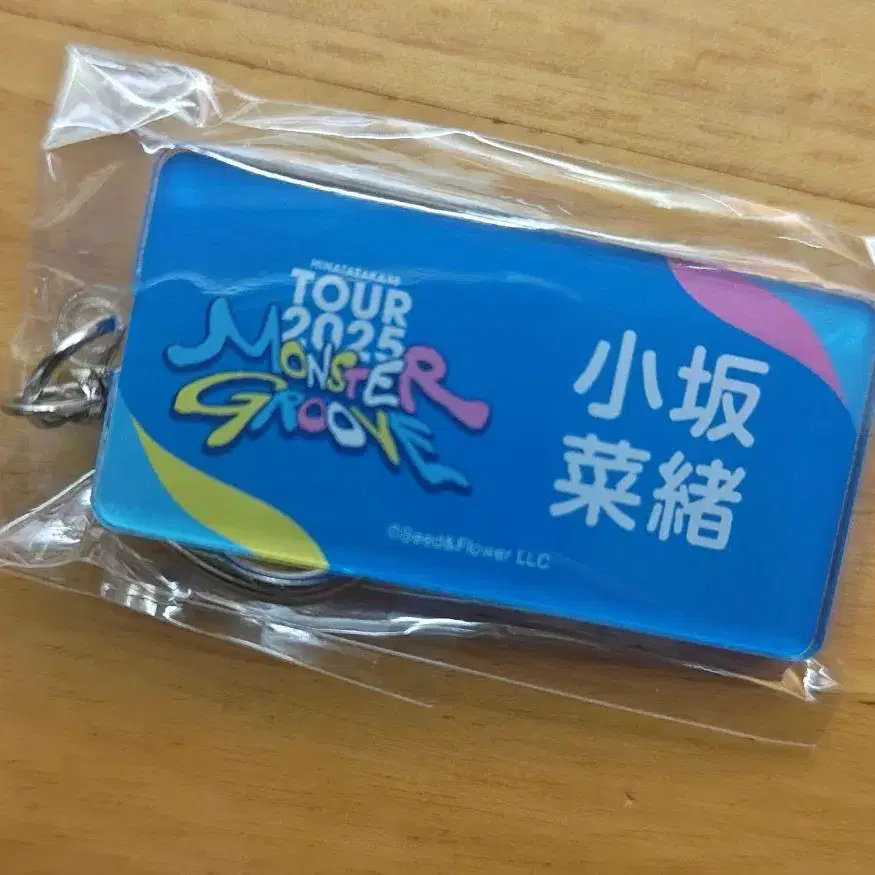 HINATAZAKA46
TOUR
2025
MONSTER
GROOVE
小坂
菜緒
©Seed&Flower LLC